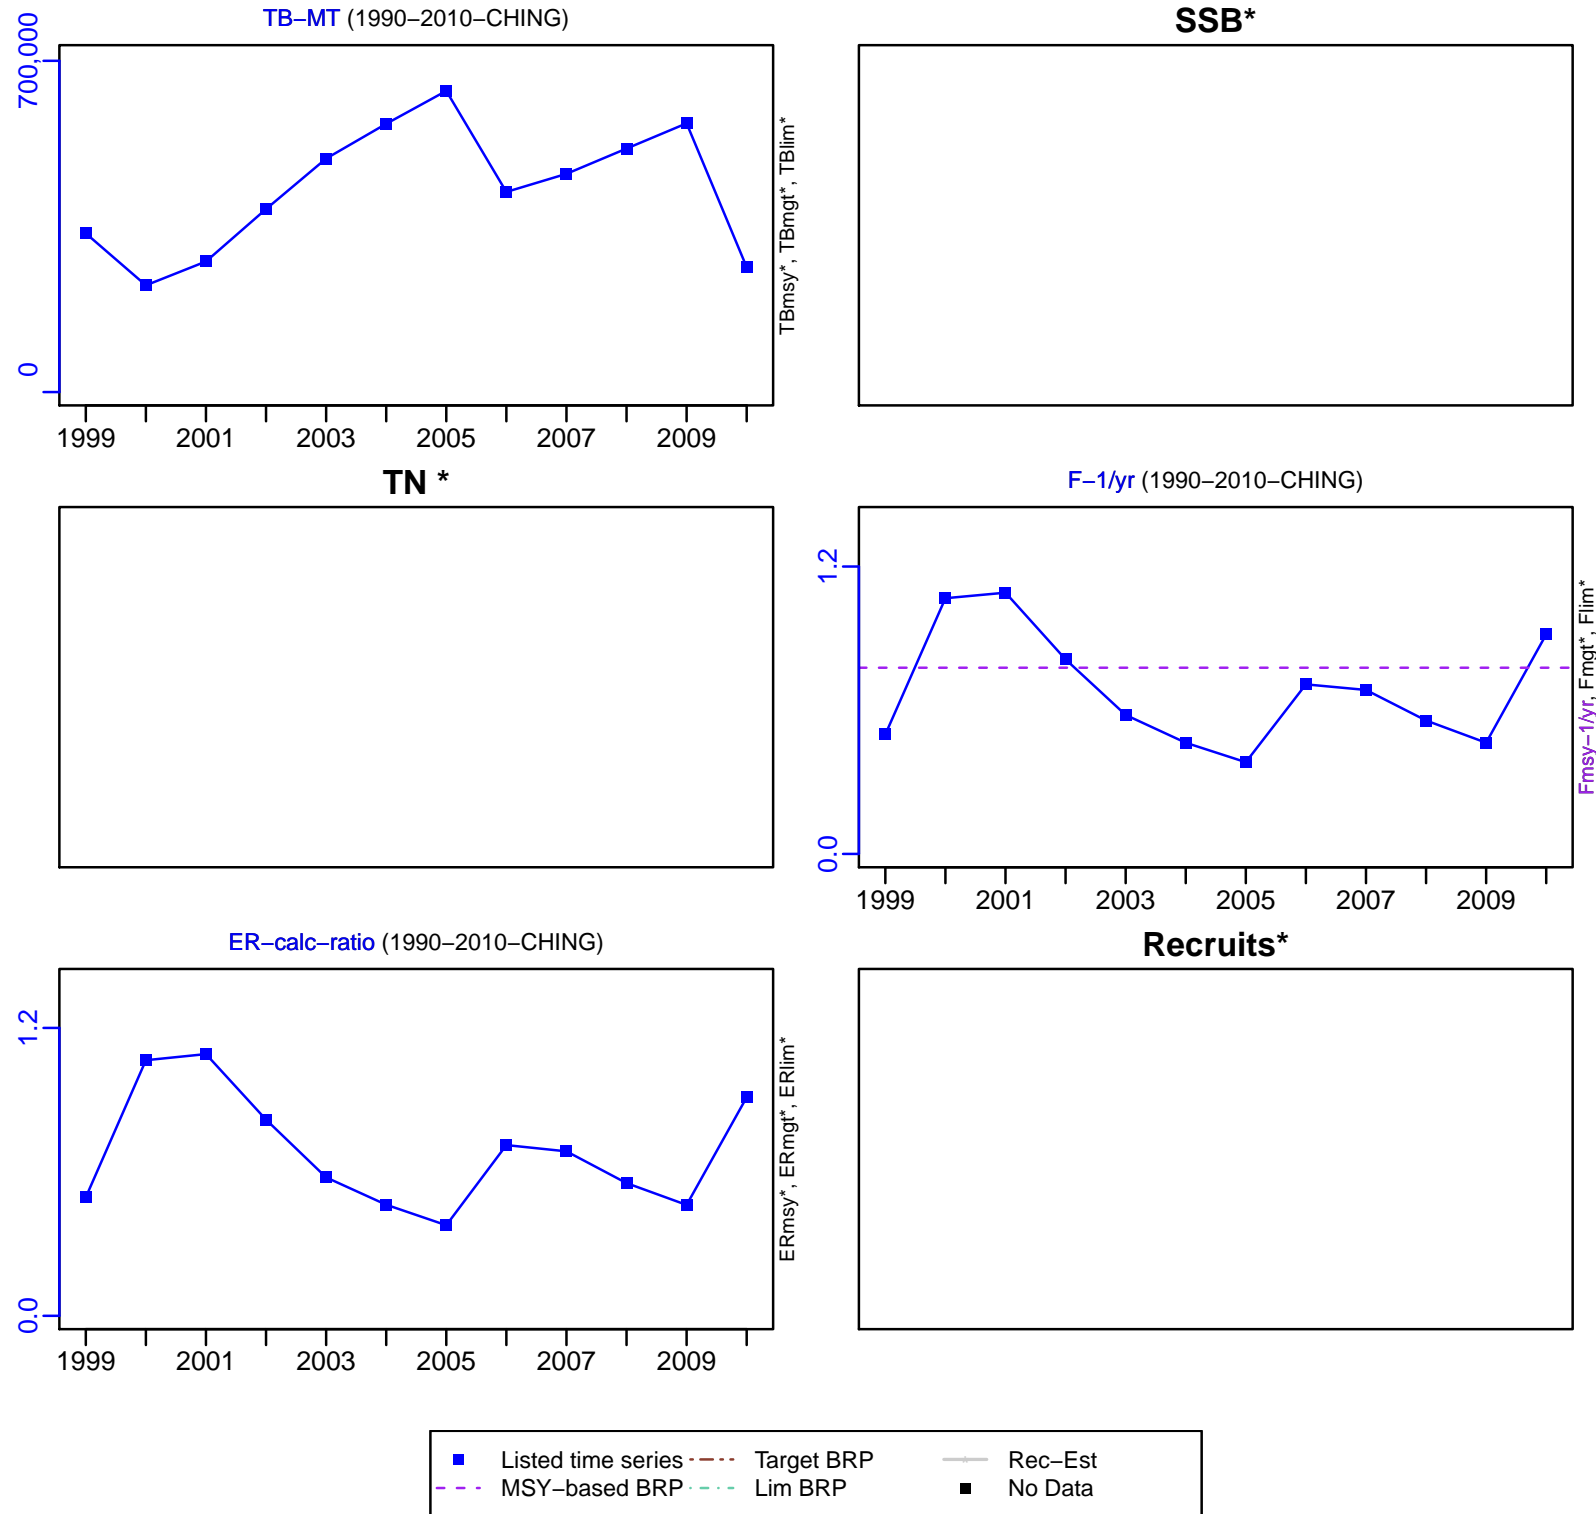 TB−MT (1990−2010−CHING)
700,000
0
TBmsy*, TBmgt*, TBlim*
1999 2001 2003 2005 2007 2009
SSB*
TN *
F−1/yr (1990−2010−CHING)
1.2
0.0
Fmsy−1/yr, Fmgt*, Flim*
1999 2001 2003 2005 2007 2009
ER−calc−ratio (1990−2010−CHING)
1.2
0.0
ERmsy*, ERmgt*, ERlim*
1999 2001 2003 2005 2007 2009
Recruits*
Listed time series Target BRP Rec−Est
MSY−based BRP Lim BRP No Data